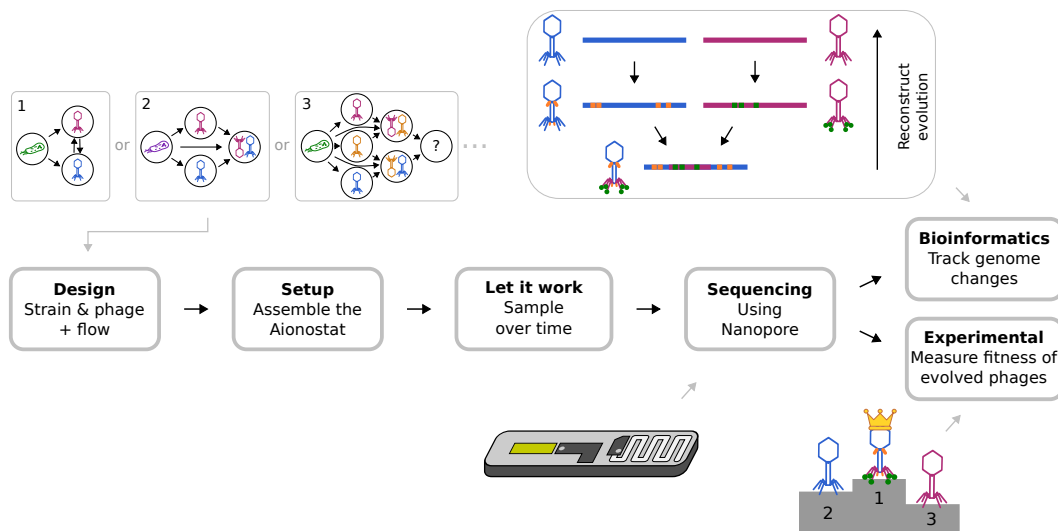 1
or
2
or
3
?
...
Reconstruct
evolution
Design
Strain & phage
+ flow
Setup
Assemble the
Aionostat
Let it work
Sample
over time
Sequencing
Using
Nanopore
Bioinformatics
Track genome
changes
Experimental
Measure fitness of
evolved phages
2
1
3